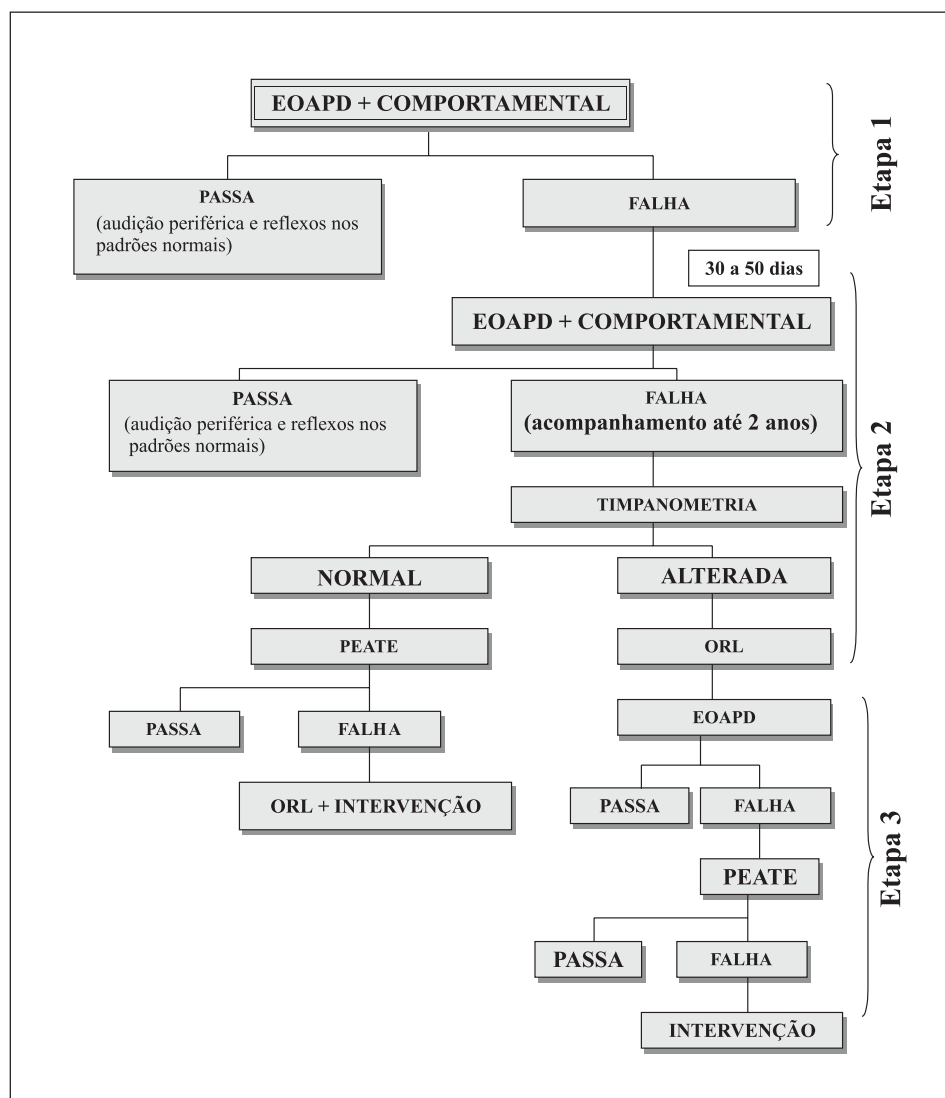 EOAPD + COMPORTAMENTAL
Etapa 1
PASSA
(audição periférica e reflexos nos
padrões normais)
FALHA
30 a 50 dias
EOAPD + COMPORTAMENTAL
Etapa 2
PASSA
(audição periférica e reflexos nos
padrões normais)
FALHA
(acompanhamento até 2 anos)
TIMPANOMETRIA
NORMAL
ALTERADA
PEATE
ORL
PASSA
FALHA
EOAPD
Etapa 3
ORL + INTERVENÇÃO
PASSA
FALHA
PEATE
PASSA
FALHA
INTERVENÇÃO